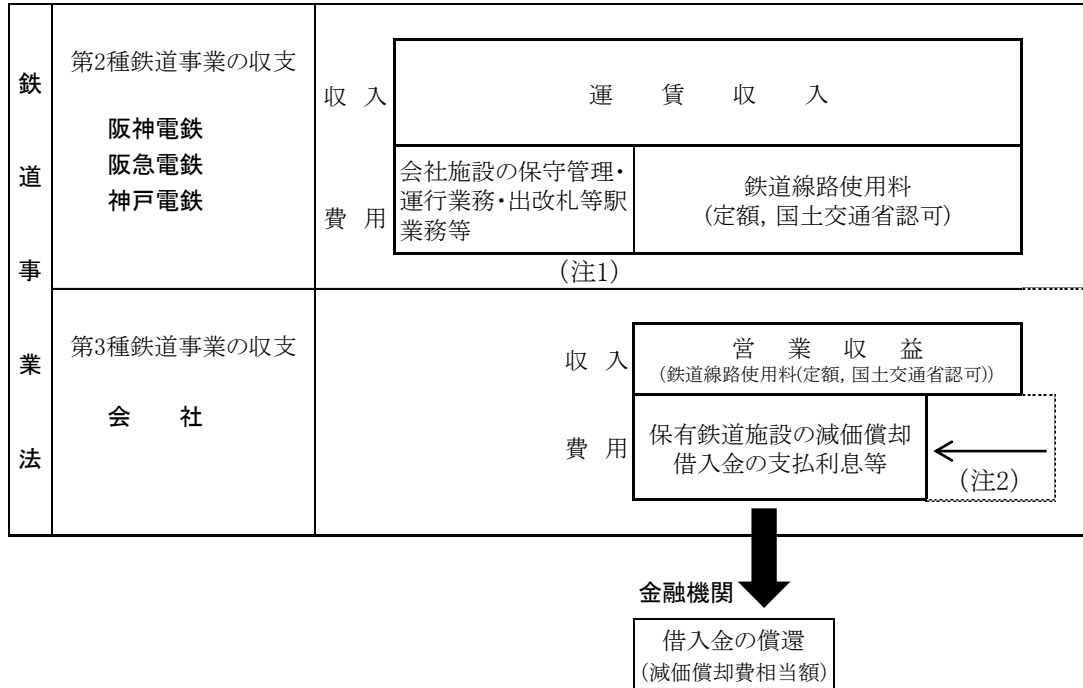 鉄道事業法
第2種鉄道事業の収支
阪神電鉄
阪急電鉄
神戸電鉄
収 入
運 賃 収 入
費 用
会社施設の保守管理・
運行業務・出改札等駅
業務等
鉄道線路使用料
(定額, 国土交通省認可)
(注1)
第3種鉄道事業の収支
会 社
収 入
営 業 収 益
(鉄道線路使用料(定額, 国土交通省認可))
費 用
保有鉄道施設の減価償却
借入金の支払利息等
(注2)
金融機関
借入金の償還
(減価償却費相当額)